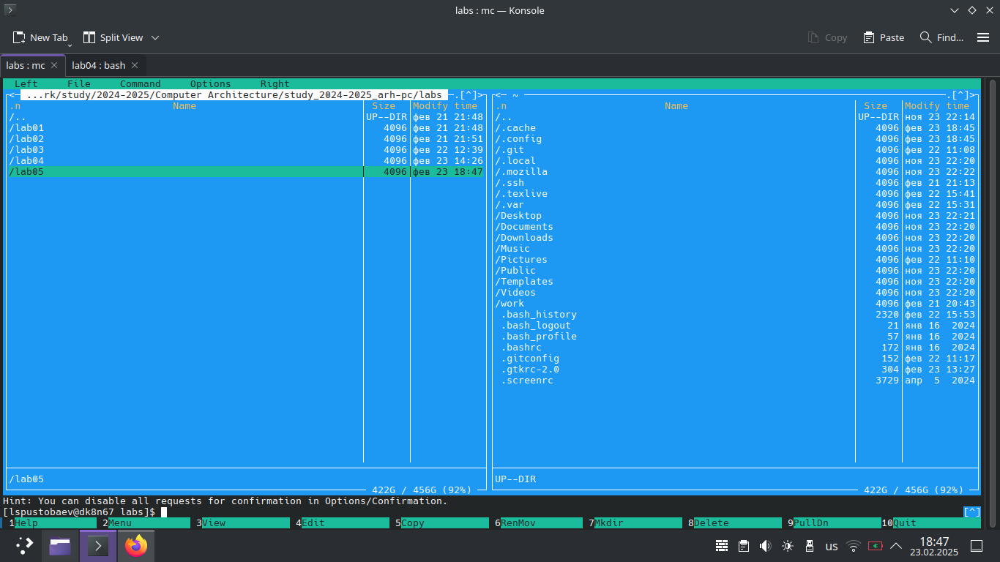 labs : mc — Konsole
New Tab Split View Copy Paste Find...
labs : mc lab04 : bash
Left File Command Options Right
<─ ...rk/study/2024-2025/Computer Architecture/study_2024-2025_arh-pc/labs ─.[^]>
.n Name Size Modify time
/.. UP--DIR фев 21 21:48
/lab01 4096 фев 21 21:48
/lab02 4096 фев 21 21:51
/lab03 4096 фев 22 12:39
/lab04 4096 фев 23 14:26
/lab05 4096 фев 23 18:47
/lab05
422G / 456G (92%)
<─ ~ ─.[^]>
.n Name Size Modify time
/.. UP--DIR ноя 23 22:14
/.cache 4096 фев 23 18:45
/.config 4096 фев 23 18:45
/.git 4096 фев 22 11:08
/.local 4096 ноя 23 22:20
/.mozilla 4096 ноя 23 22:22
/.ssh 4096 фев 21 21:13
/.texlive 4096 фев 22 15:41
/.var 4096 фев 22 15:31
/Desktop 4096 ноя 23 22:21
/Documents 4096 ноя 23 22:20
/Downloads 4096 ноя 23 22:20
/Music 4096 ноя 23 22:20
/Pictures 4096 фев 22 11:10
/Public 4096 ноя 23 22:20
/Templates 4096 ноя 23 22:20
/Videos 4096 ноя 23 22:20
/work 4096 фев 21 20:43
.bash_history 2320 фев 22 15:53
.bash_logout 21 янв 16 2024
.bash_profile 57 янв 16 2024
.bashrc 172 янв 16 2024
.gitconfig 152 фев 22 11:17
.gtkrc-2.0 304 фев 23 13:27
.screenrc 3729 апр 5 2024
UP--DIR
422G / 456G (92%)
Hint: You can disable all requests for confirmation in Options/Confirmation.
[lspustobaev@dk8n67 labs]$ [^]
1Help 2Menu 3View 4Edit 5Copy 6RenMov 7Mkdir 8Delete 9PullDn 10Quit
us 18:47
23.02.2025